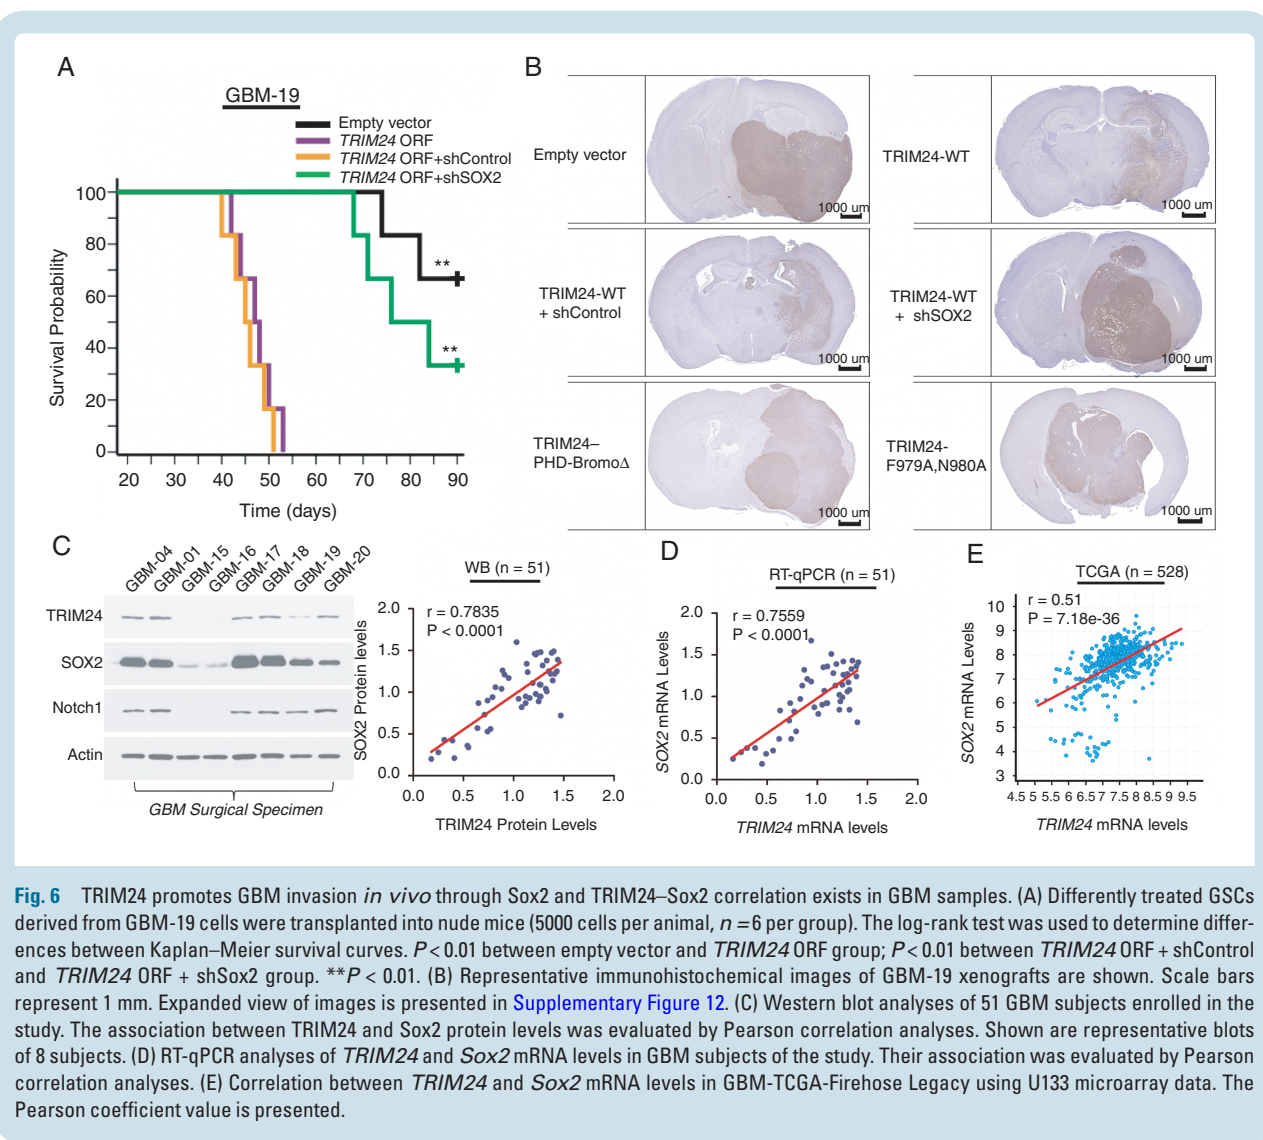 A
GBM-19
Empty vector
TRIM24 ORF
TRIM24 ORF+shControl
TRIM24 ORF+shSOX2
100
80
60
40
20
0
Survival Probability
**
**
20 30 40 50 60 70 80 90
Time (days)
B
Empty vector
1000 um
TRIM24-WT
1000 um
TRIM24-WT
+ shControl
1000 um
TRIM24-WT
+ shSOX2
1000 um
TRIM24–
PHD-Bromo∆
1000 um
TRIM24-
F979A,N980A
1000 um
C
GBM-04
GBM-01
GBM-15
GBM-16
GBM-17
GBM-18
GBM-19
GBM-20
TRIM24
SOX2
Notch1
Actin
GBM Surgical Specimen
WB (n = 51)
r = 0.7835
P < 0.0001
SOX2 Protein levels
2.0
1.5
1.0
0.5
0.0
0.0 0.5 1.0 1.5 2.0
TRIM24 Protein Levels
D
RT-qPCR (n = 51)
r = 0.7559
P < 0.0001
SOX2 mRNA Levels
2.0
1.5
1.0
0.5
0.0
0.0 0.5 1.0 1.5 2.0
TRIM24 mRNA levels
E
TCGA (n = 528)
r = 0.51
P = 7.18e-36
SOX2 mRNA Levels
10
9
8
7
6
5
4
3
4.5 5 5.5 6 6.5 7 7.5 8 8.5 9 9.5
TRIM24 mRNA levels
Fig. 6 TRIM24 promotes GBM invasion in vivo through Sox2 and TRIM24–Sox2 correlation exists in GBM samples. (A) Differently treated GSCs
derived from GBM-19 cells were transplanted into nude mice (5000 cells per animal, n = 6 per group). The log-rank test was used to determine differ-
ences between Kaplan–Meier survival curves. P < 0.01 between empty vector and TRIM24 ORF group; P < 0.01 between TRIM24 ORF + shControl
and TRIM24 ORF + shSox2 group. **P < 0.01. (B) Representative immunohistochemical images of GBM-19 xenografts are shown. Scale bars
represent 1 mm. Expanded view of images is presented in Supplementary Figure 12. (C) Western blot analyses of 51 GBM subjects enrolled in the
study. The association between TRIM24 and Sox2 protein levels was evaluated by Pearson correlation analyses. Shown are representative blots
of 8 subjects. (D) RT-qPCR analyses of TRIM24 and Sox2 mRNA levels in GBM subjects of the study. Their association was evaluated by Pearson
correlation analyses. (E) Correlation between TRIM24 and Sox2 mRNA levels in GBM-TCGA-Firehose Legacy using U133 microarray data. The
Pearson coefficient value is presented.